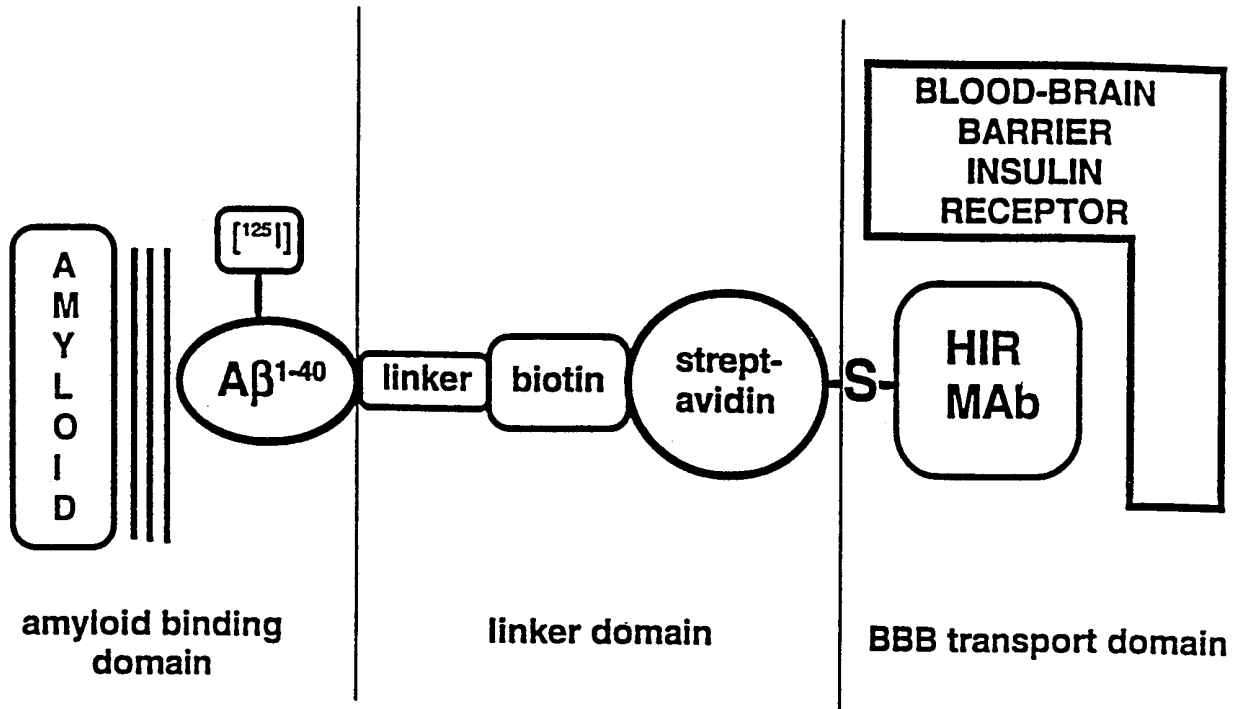 A
M
Y
L
O
I
D
[¹²⁵I]
Aβ¹⁻⁴⁰
linker
biotin
strept-
avidin
S
HIR
MAb
BLOOD-BRAIN
BARRIER
INSULIN
RECEPTOR
amyloid binding
domain
linker domain
BBB transport domain